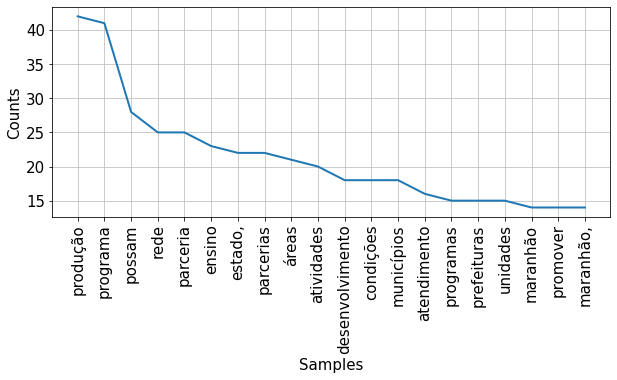 40
35
30
25
20
15
Counts
produção
programa
possam
rede
parceria
ensino
estado,
parcerias
áreas
atividades
desenvolvimento
condições
municípios
atendimento
programas
prefeituras
unidades
maranhão
promover
maranhão,
Samples